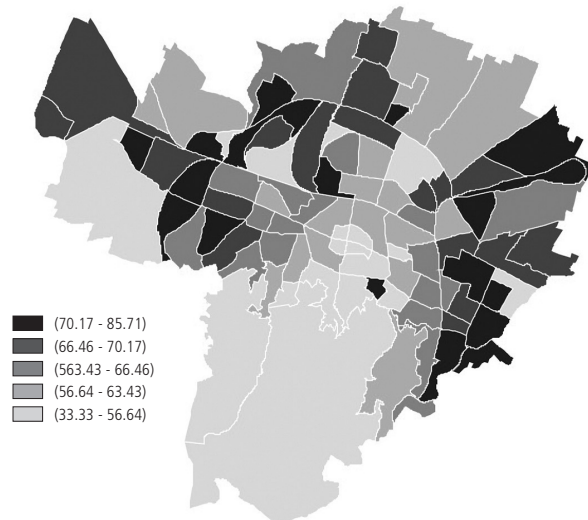 (70.17 - 85.71)
(66.46 - 70.17)
(563.43 - 66.46)
(56.64 - 63.43)
(33.33 - 56.64)